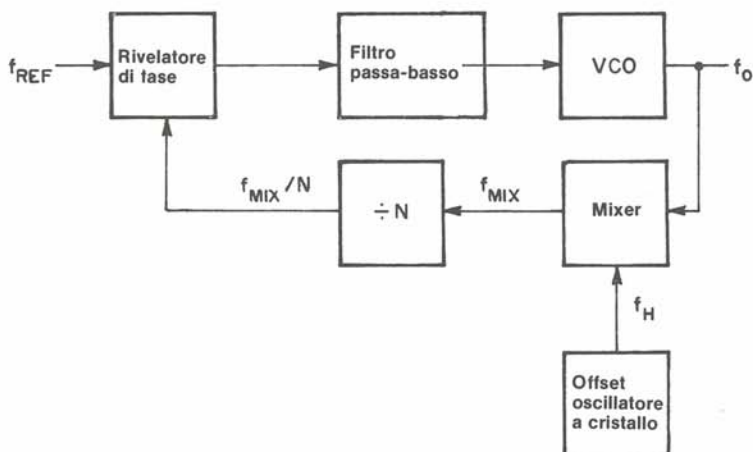 f_REF
Rivelatore
di fase
Filtro
passa-basso
VCO
f_o
f_MIX/N
÷N
f_MIX
Mixer
f_H
Offset
oscillatore
a cristallo